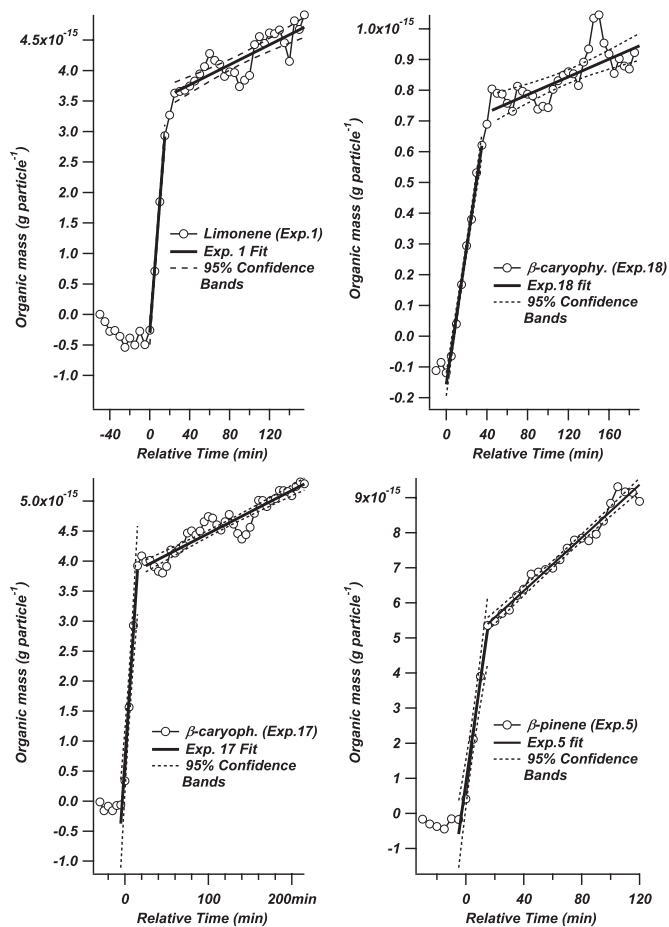 4.5x10⁻¹⁵
4.0
3.5
3.0
2.5
2.0
1.5
1.0
0.5
0.0
-0.5
-1.0
Organic mass (g particle⁻¹)
Limonene (Exp.1)
Exp. 1 Fit
95% Confidence
Bands
-40 0 40 80 120
Relative Time (min)
1.0x10⁻¹⁵
0.9
0.8
0.7
0.6
0.5
0.4
0.3
0.2
0.1
0.0
-0.1
-0.2
Organic mass (g particle⁻¹)
β-caryophy. (Exp.18)
Exp.18 fit
95% Confidence
Bands
0 40 80 120 160
Relative Time (min)
5.0x10⁻¹⁵
4.5
4.0
3.5
3.0
2.5
2.0
1.5
1.0
0.5
0.0
-0.5
-1.0
Organic mass (g particle⁻¹)
β-caryoph. (Exp.17)
Exp. 17 Fit
95% Confidence
Bands
0 100 200min
Relative Time (min)
9x10⁻¹⁵
8
7
6
5
4
3
2
1
0
-1
Organic mass (g particle⁻¹)
β-pinene (Exp.5)
Exp.5 fit
95% Confidence
Bands
0 40 80 120
Relative Time (min)